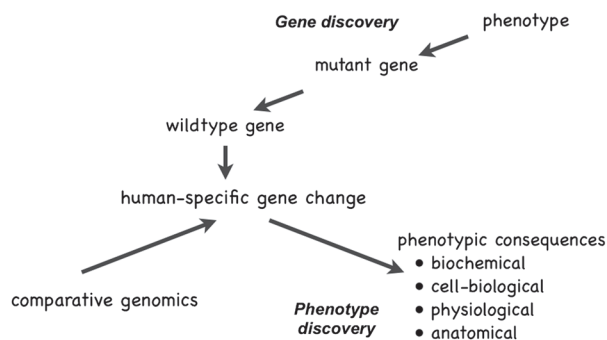 Gene discovery
phenotype
mutant gene
wildtype gene
human-specific gene change
comparative genomics
Phenotype
discovery
phenotypic consequences
• biochemical
• cell-biological
• physiological
• anatomical